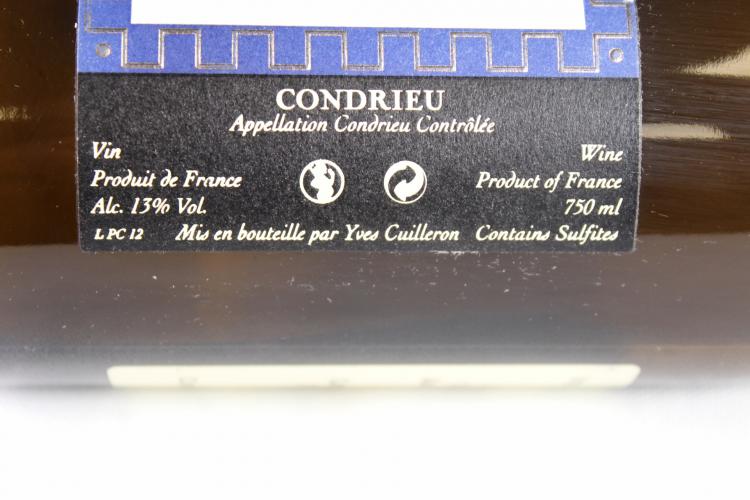 CONDRIEU
Appellation Condrieu Contrôlée
Vin Wine
Produit de France Product of France
Alc. 13% Vol. 750 ml
L PC 12 Mis en bouteille par Yves Cuilleron Contains Sulfites